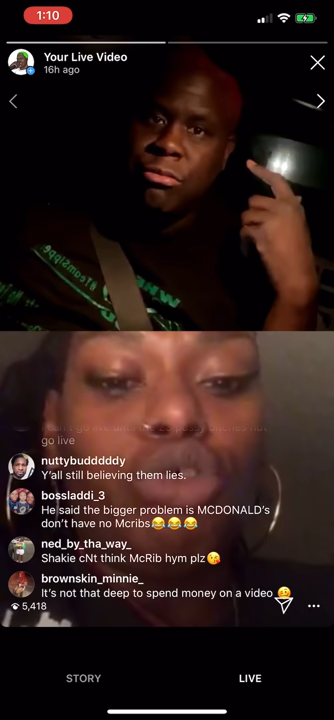 1:10
Your Live Video
16h ago
#TeamSippe
go live
nuttybudddddy
Y'all still believing them lies.
bossladdi_3
He said the bigger problem is MCDONALD's
don't have no Mcribs😂😂😂
ned_by_tha_way_
Shakie cNt think McRib hym plz😘
brownskin_minnie_
It's not that deep to spend money on a video 🥴
5,418
STORY
LIVE